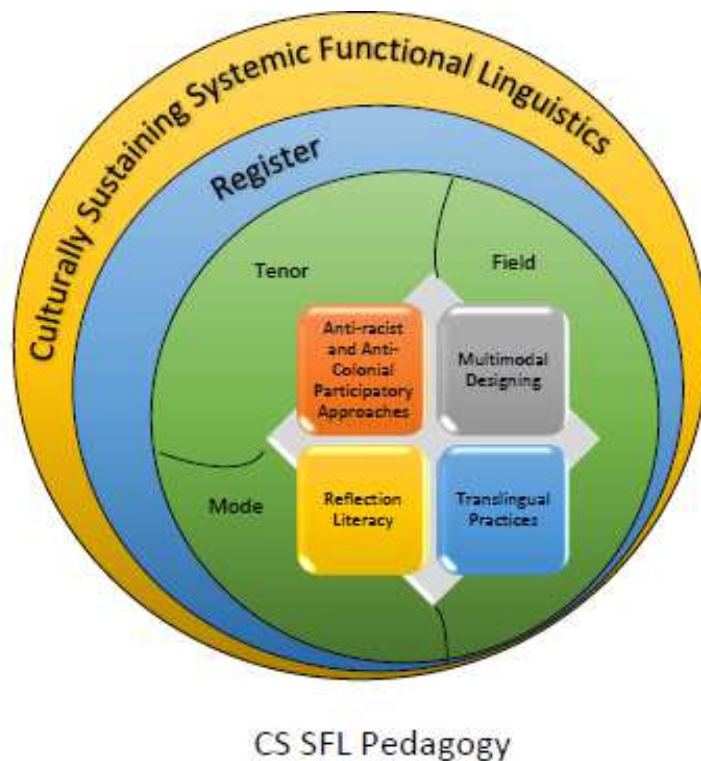 Culturally Sustaining Systemic Functional Linguistics
Register
Tenor
Field
Anti-racist
and Anti-
Colonial
Participatory
Approaches
Multimodal
Designing
Mode
Reflection
Literacy
Translingual
Practices
CS SFL Pedagogy